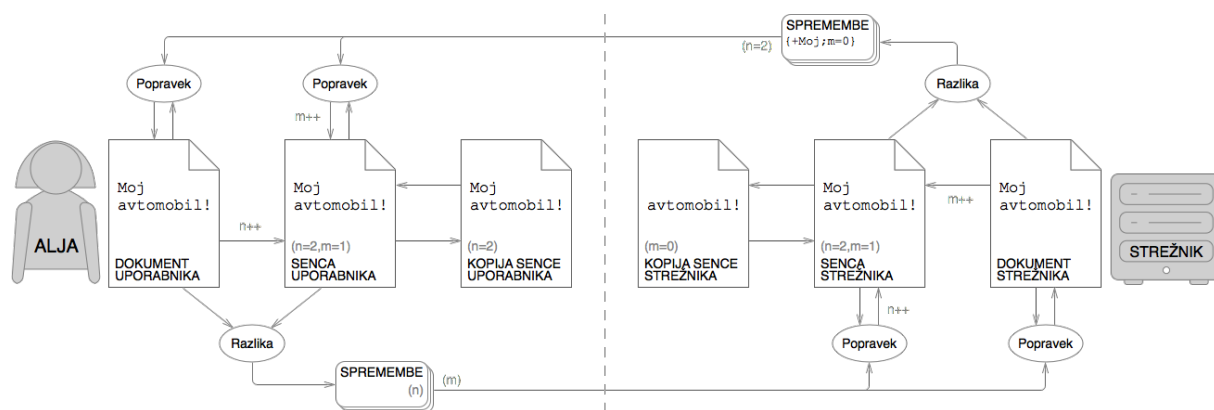 SPREMEMBE
{+Moj;m=0}
(n=2)
Popravek
Popravek
Razlika
m++
Moj
avtomobil!
Moj
avtomobil!
Moj
avtomobil!
avtomobil!
Moj
avtomobil!
Moj
avtomobil!
m++
ALJA
n++
(n=2,m=1)
(n=2)
(m=0)
(n=2,m=1)
STREŽNIK
DOKUMENT
UPORABNIKA
SENCA
UPORABNIKA
KOPIJA SENCE
UPORABNIKA
KOPIJA SENCE
STREŽNIKA
SENCA
STREŽNIKA
DOKUMENT
STREŽNIKA
n++
Razlika
Popravek
Popravek
SPREMEMBE
(n)
(m)